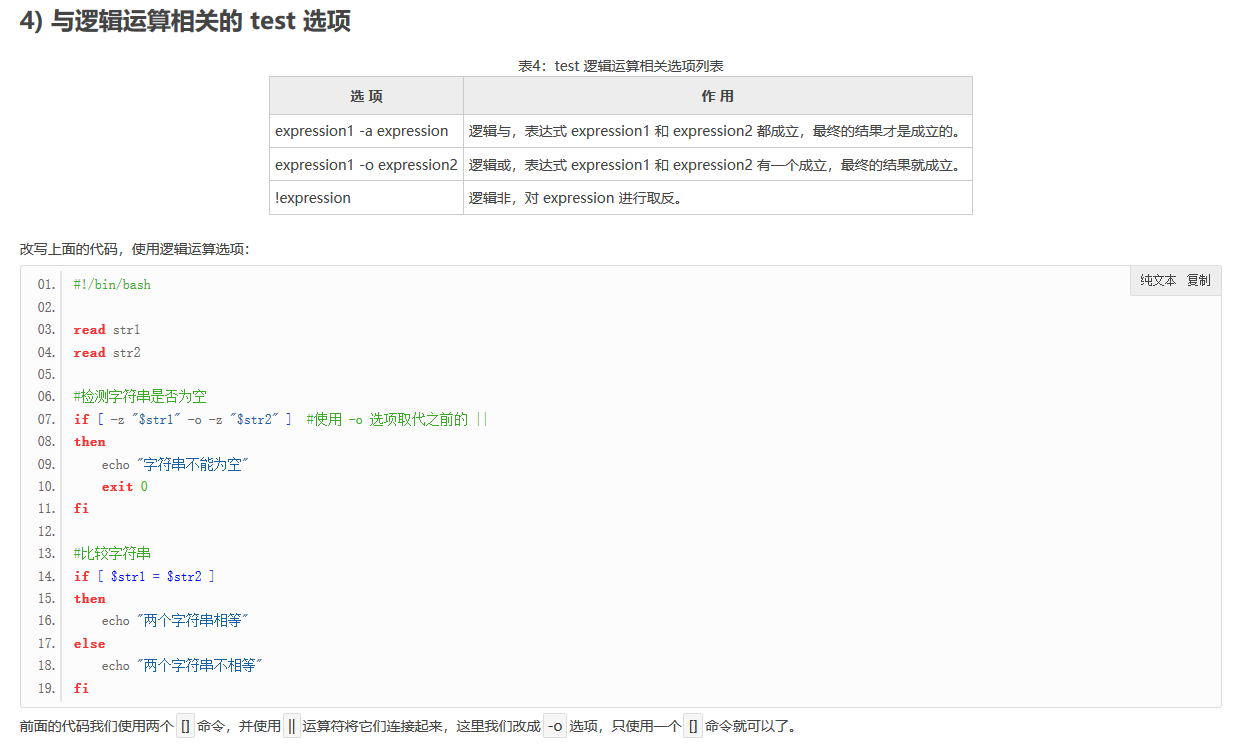 4) 与逻辑运算相关的 test 选项
表4：test 逻辑运算相关选项列表
选 项 作 用
expression1 -a expression 逻辑与，表达式 expression1 和 expression2 都成立，最终的结果才是成立的。
expression1 -o expression2 逻辑或，表达式 expression1 和 expression2 有一个成立，最终的结果就成立。
!expression 逻辑非，对 expression 进行取反。
改写上面的代码，使用逻辑运算选项：
纯文本 复制
01. #!/bin/bash
02.
03. read str1
04. read str2
05.
06. #检测字符串是否为空
07. if [ -z "$str1" -o -z "$str2" ] #使用 -o 选项取代之前的 ||
08. then
09. echo "字符串不能为空"
10. exit 0
11. fi
12.
13. #比较字符串
14. if [ $str1 = $str2 ]
15. then
16. echo "两个字符串相等"
17. else
18. echo "两个字符串不相等"
19. fi
前面的代码我们使用两个 [] 命令，并使用 || 运算符将它们连接起来，这里我们改成 -o 选项，只使用一个 [] 命令就可以了。